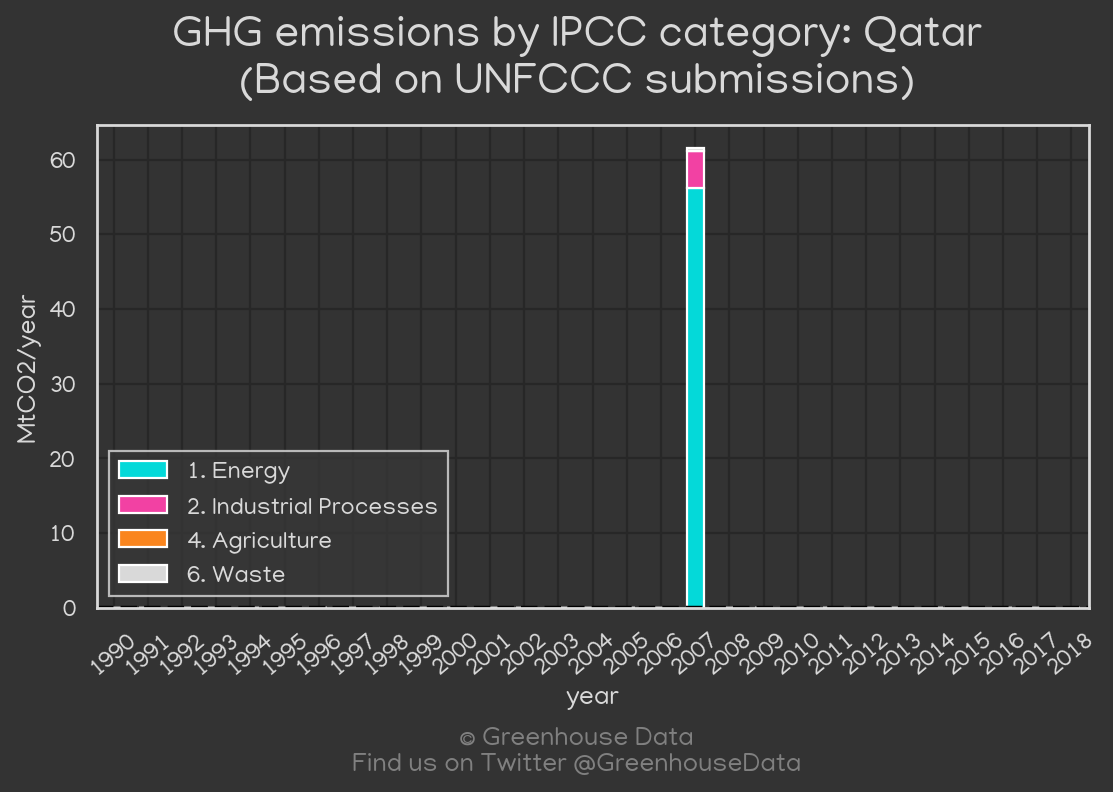 GHG emissions by IPCC category: Qatar
(Based on UNFCCC submissions)
60
50
40
30
20
10
0
MtCO2/year
1. Energy
2. Industrial Processes
4. Agriculture
6. Waste
1990 1991 1992 1993 1994 1995 1996 1997 1998 1999 2000 2001 2002 2003 2004 2005 2006 2007 2008 2009 2010 2011 2012 2013 2014 2015 2016 2017 2018
year
© Greenhouse Data
Find us on Twitter @GreenhouseData